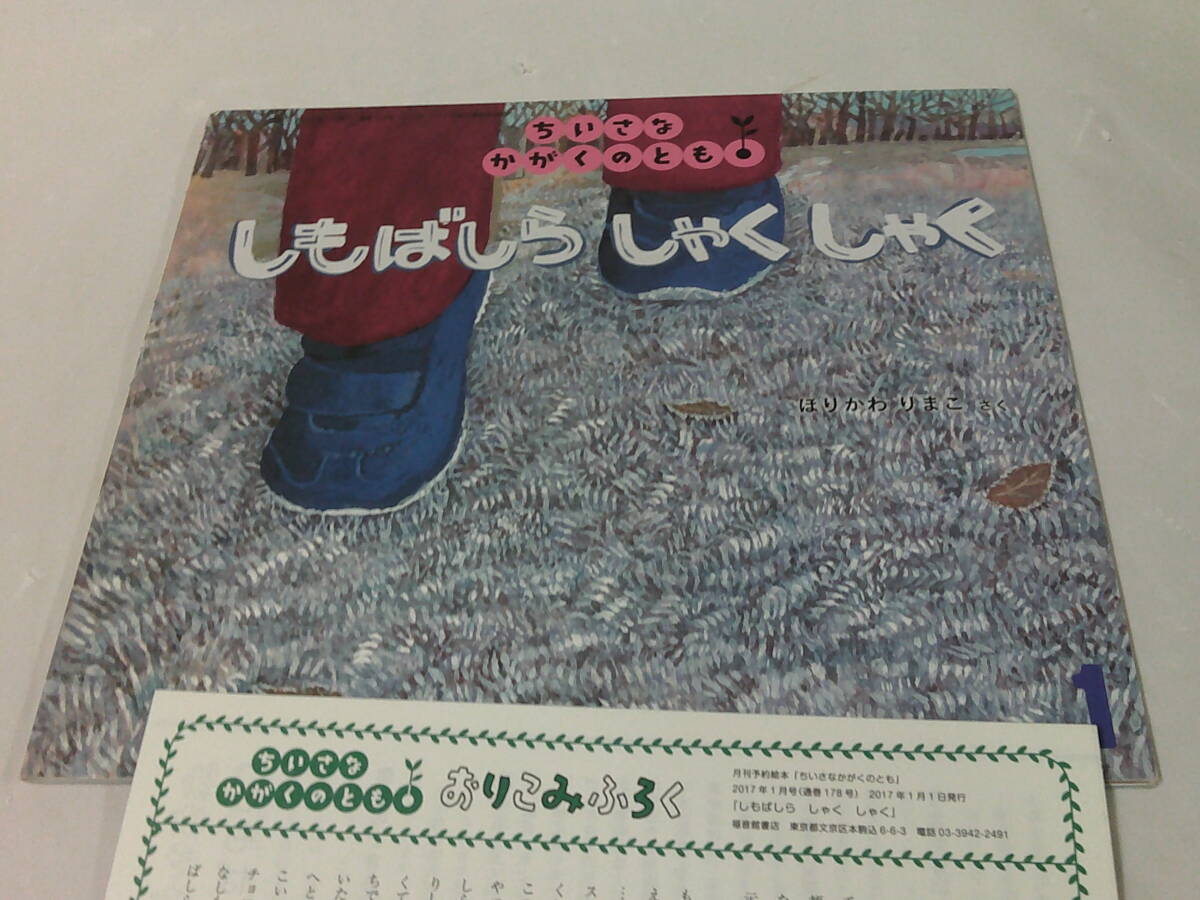 ちいさな
かがくのとも
しもばしら しゃく しゃく
ほりかわ りまこ さく
1
ちいさな
かがくのとも
おりこみふろく
月刊予約絵本「ちいさなかがくのとも」
2017年1月号(通巻178号) 2017年1月1日発行
「しもばしら しゃく しゃく」
福音館書店 東京都文京区本駒込6-6-3 電話03-3942-2491